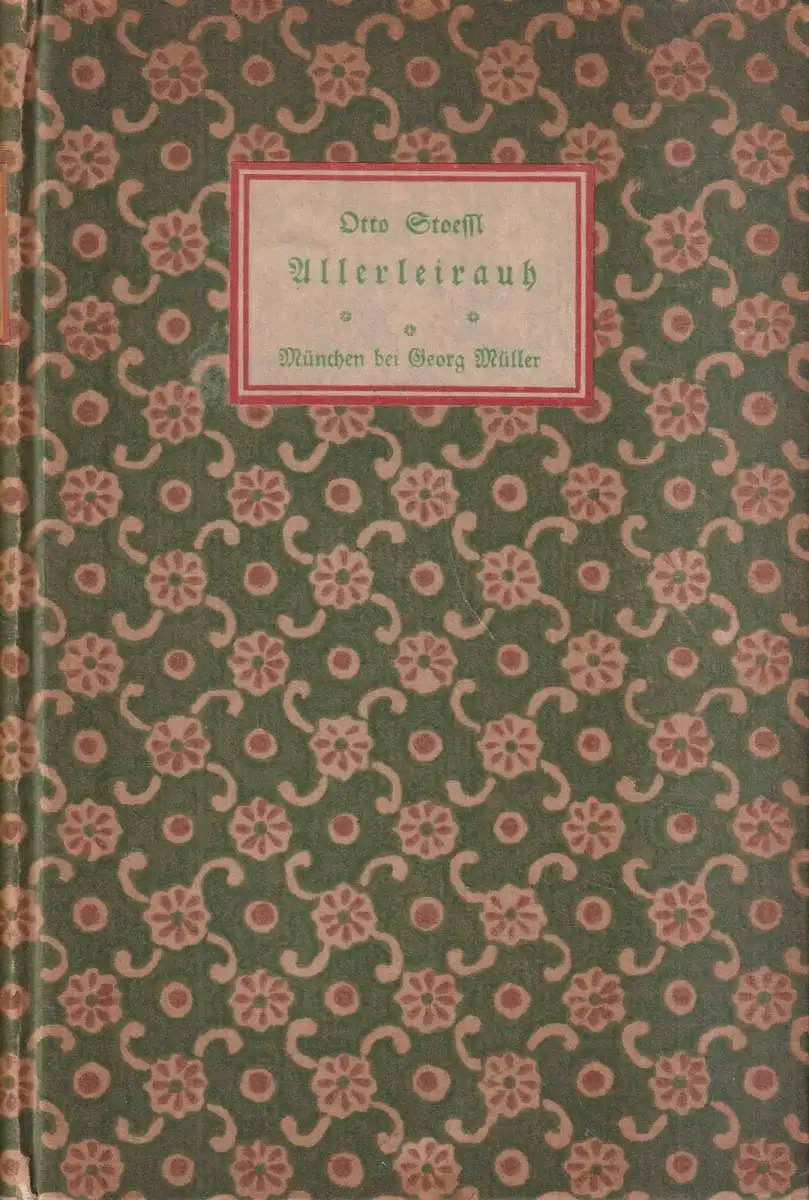 Otto Stoessl
Allerleirauh
München bei Georg Müller